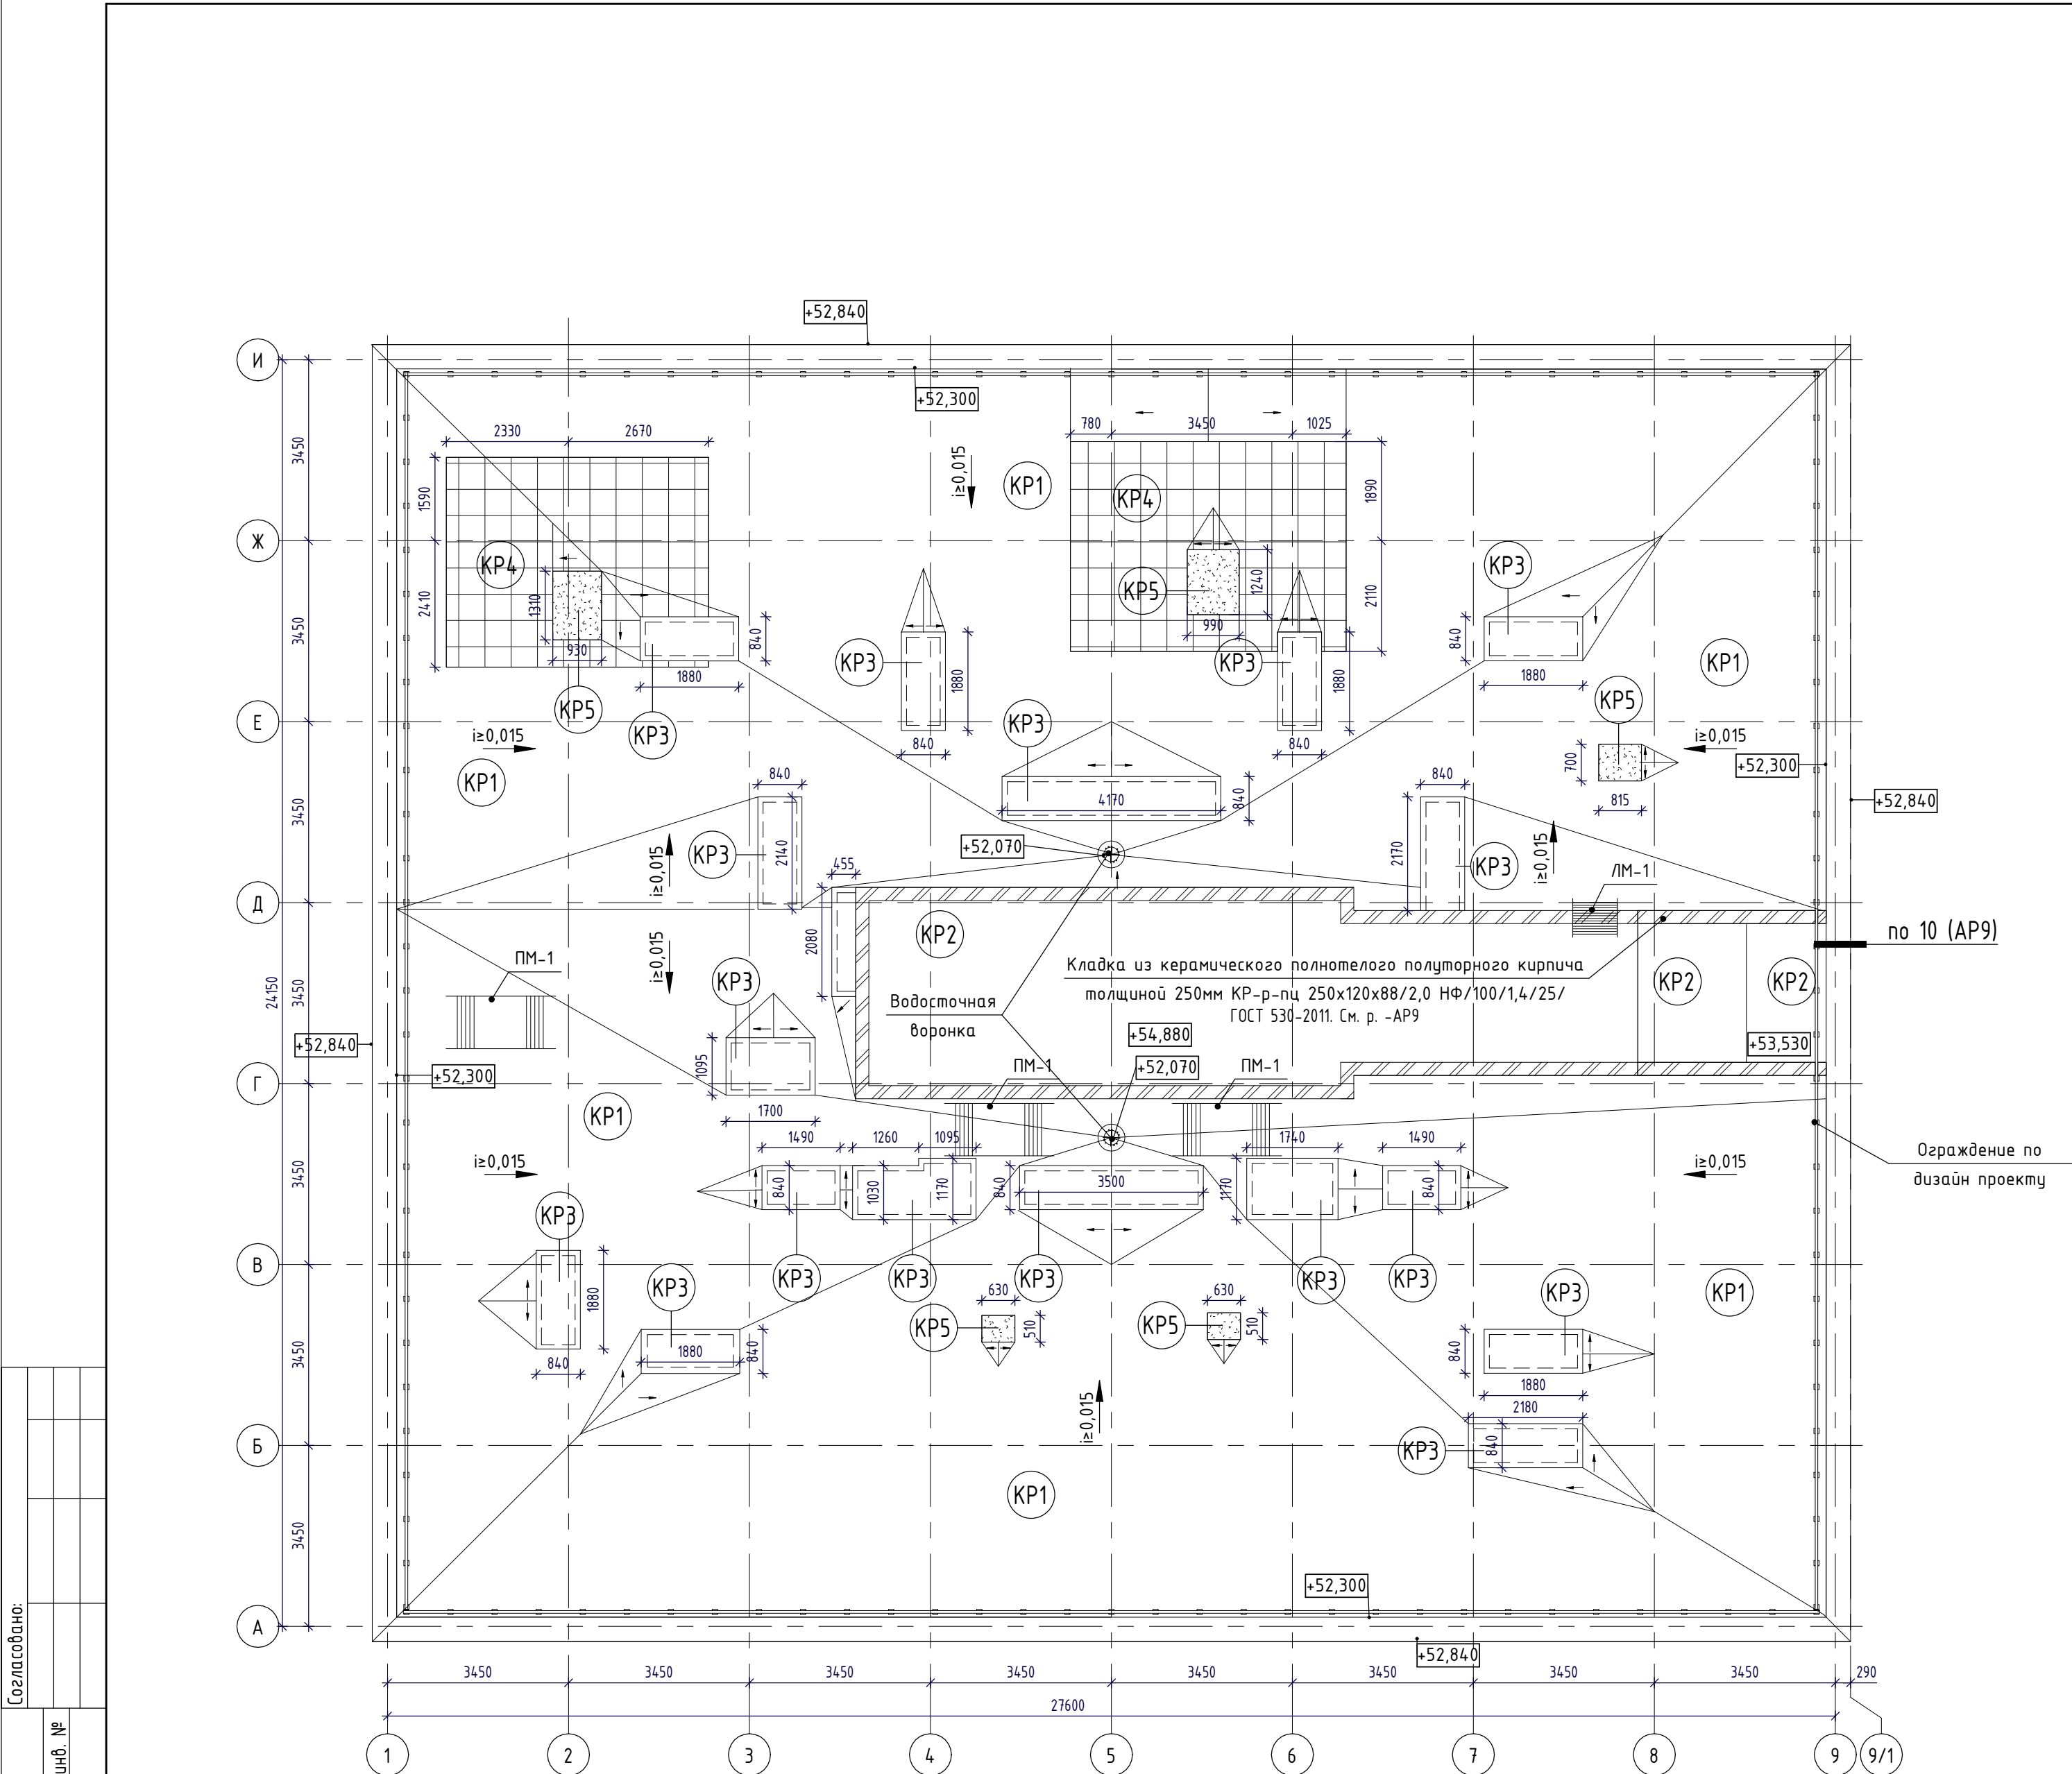 +52,840
И
+52,300
2330
2670
780
3450
1025
3450
i≥0,015
КР1
КР4
1590
1890
Ж
КР4
КР3
1310
2410
КР5
1240
2110
990
930
840
840
3450
КР3
КР3
КР1
1880
1880
1880
1880
КР5
КР3
КР3
КР5
Е
i≥0,015
840
840
i≥0,015
700
+52,300
КР1
840
4170
840
840
815
+52,840
3450
+52,070
КР3
2140
455
2170
КР3
i≥0,015
i≥0,015
ЛМ-1
Д
КР2
2080
по 10 (АР9)
ПМ-1
i≥0,015
Кладка из керамического полнотелого полуторного кирпича
толщиной 250мм КР-р-пц 250х120х88/2,0 НФ/100/1,4/25/
ГОСТ 530-2011. См. р. -АР9
КР3
КР2
КР2
24150
3450
Водосточная
воронка
+54,880
+53,530
+52,840
1095
ПМ-1
+52,070
ПМ-1
+52,300
Г
КР1
1700
1490
1260
1095
1740
1490
Ограждение по
дизайн проекту
i≥0,015
i≥0,015
3450
840
1030
1170
840
3500
1170
840
КР3
КР3
КР3
КР3
КР3
КР3
КР3
КР3
В
КР1
1880
630
630
КР5
510
КР5
510
840
1880
840
840
3450
1880
2180
i≥0,015
Б
КР3
840
КР1
3450
+52,300
А
+52,840
3450
3450
3450
3450
3450
3450
3450
3450
290
27600
1
2
3
4
5
6
7
8
9
9/1
Согласовано:
инв. №